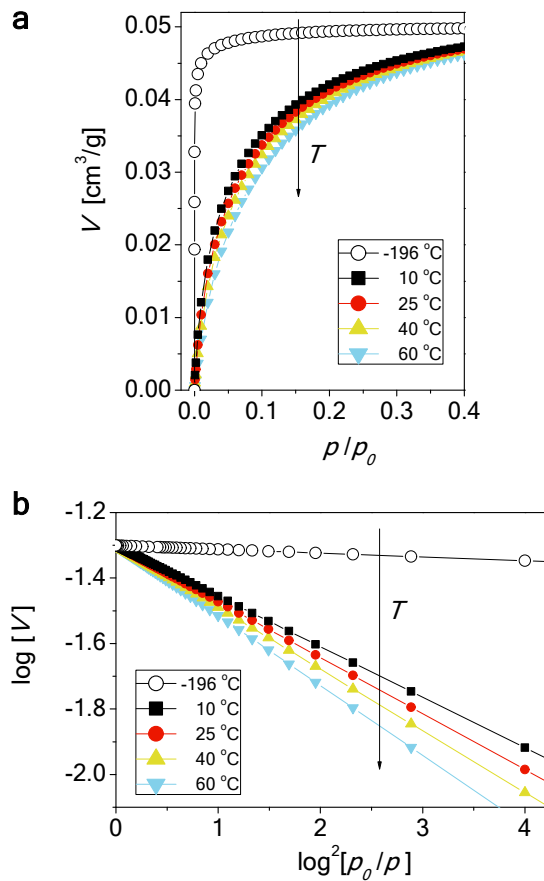 a
V [cm³/g]
0.05
0.04
0.03
0.02
0.01
0.00
T
-196 °C
10 °C
25 °C
40 °C
60 °C
0.0 0.1 0.2 0.3 0.4
p/p₀
b
log [V]
-1.2
-1.4
-1.6
-1.8
-2.0
T
-196 °C
10 °C
25 °C
40 °C
60 °C
0 1 2 3 4
log²[p₀/p]